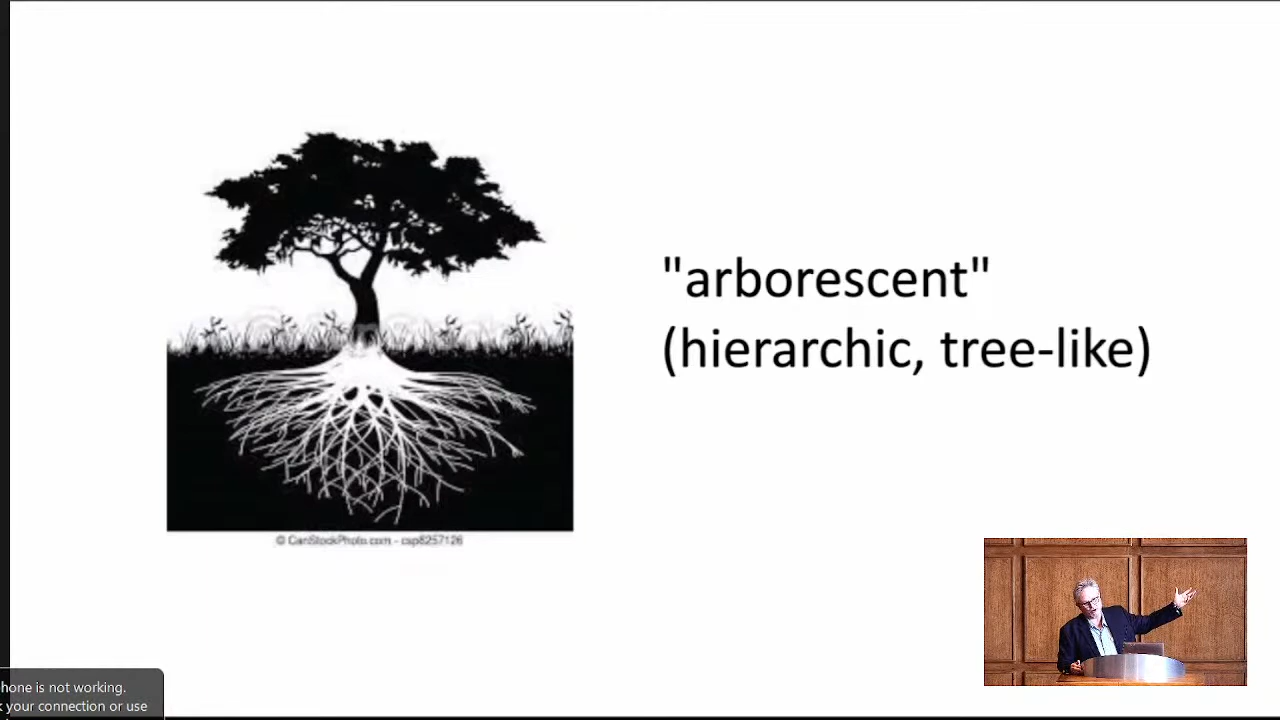 "arborescent"
(hierarchic, tree-like)
© CanStockPhoto.com - csp8257126
hone is not working.
your connection or use